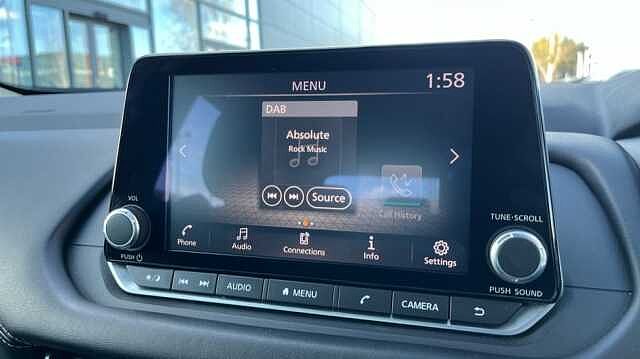 MENU
1:58
DAB
Absolute
Rock Music
Source
Call History
Phone
Audio
Connections
Info
Settings
VOL
PUSH
TUNE·SCROLL
PUSH SOUND
AUDIO
MENU
CAMERA